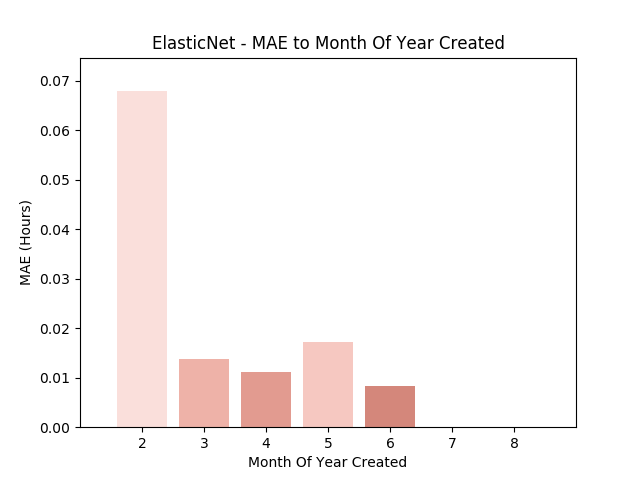 ElasticNet - MAE to Month Of Year Created
0.07
0.06
0.05
0.04
0.03
0.02
0.01
0.00
MAE (Hours)
2 3 4 5 6 7 8
Month Of Year Created